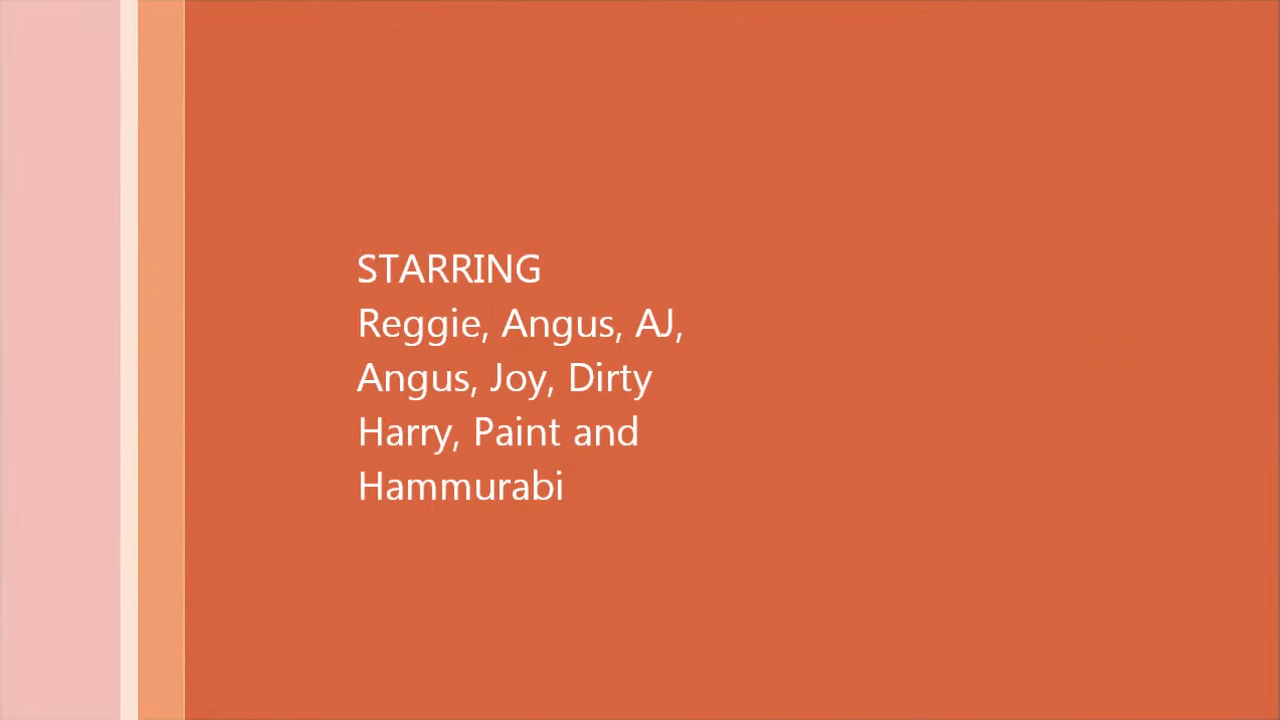 STARRING
Reggie, Angus, AJ,
Angus, Joy, Dirty
Harry, Paint and
Hammurabi